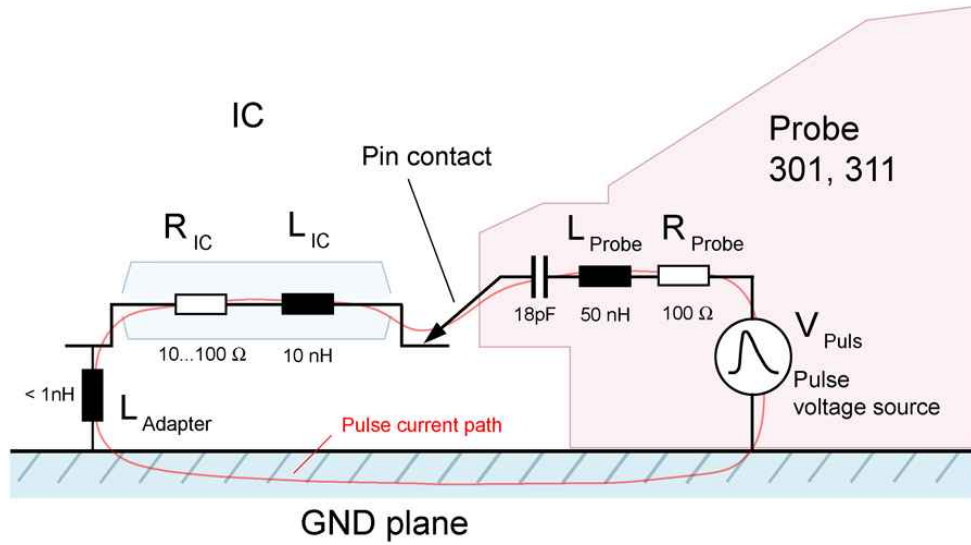 IC
Probe
301, 311
Pin contact
R IC
L IC
L Probe
R Probe
18pF
50 nH
100 Ω
V Puls
Pulse
voltage source
10...100 Ω
10 nH
< 1nH
L Adapter
Pulse current path
GND plane